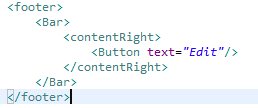 <footer>
    <Bar>
        <contentRight>
            <Button text="Edit"/>
        </contentRight>
    </Bar>
</footer>